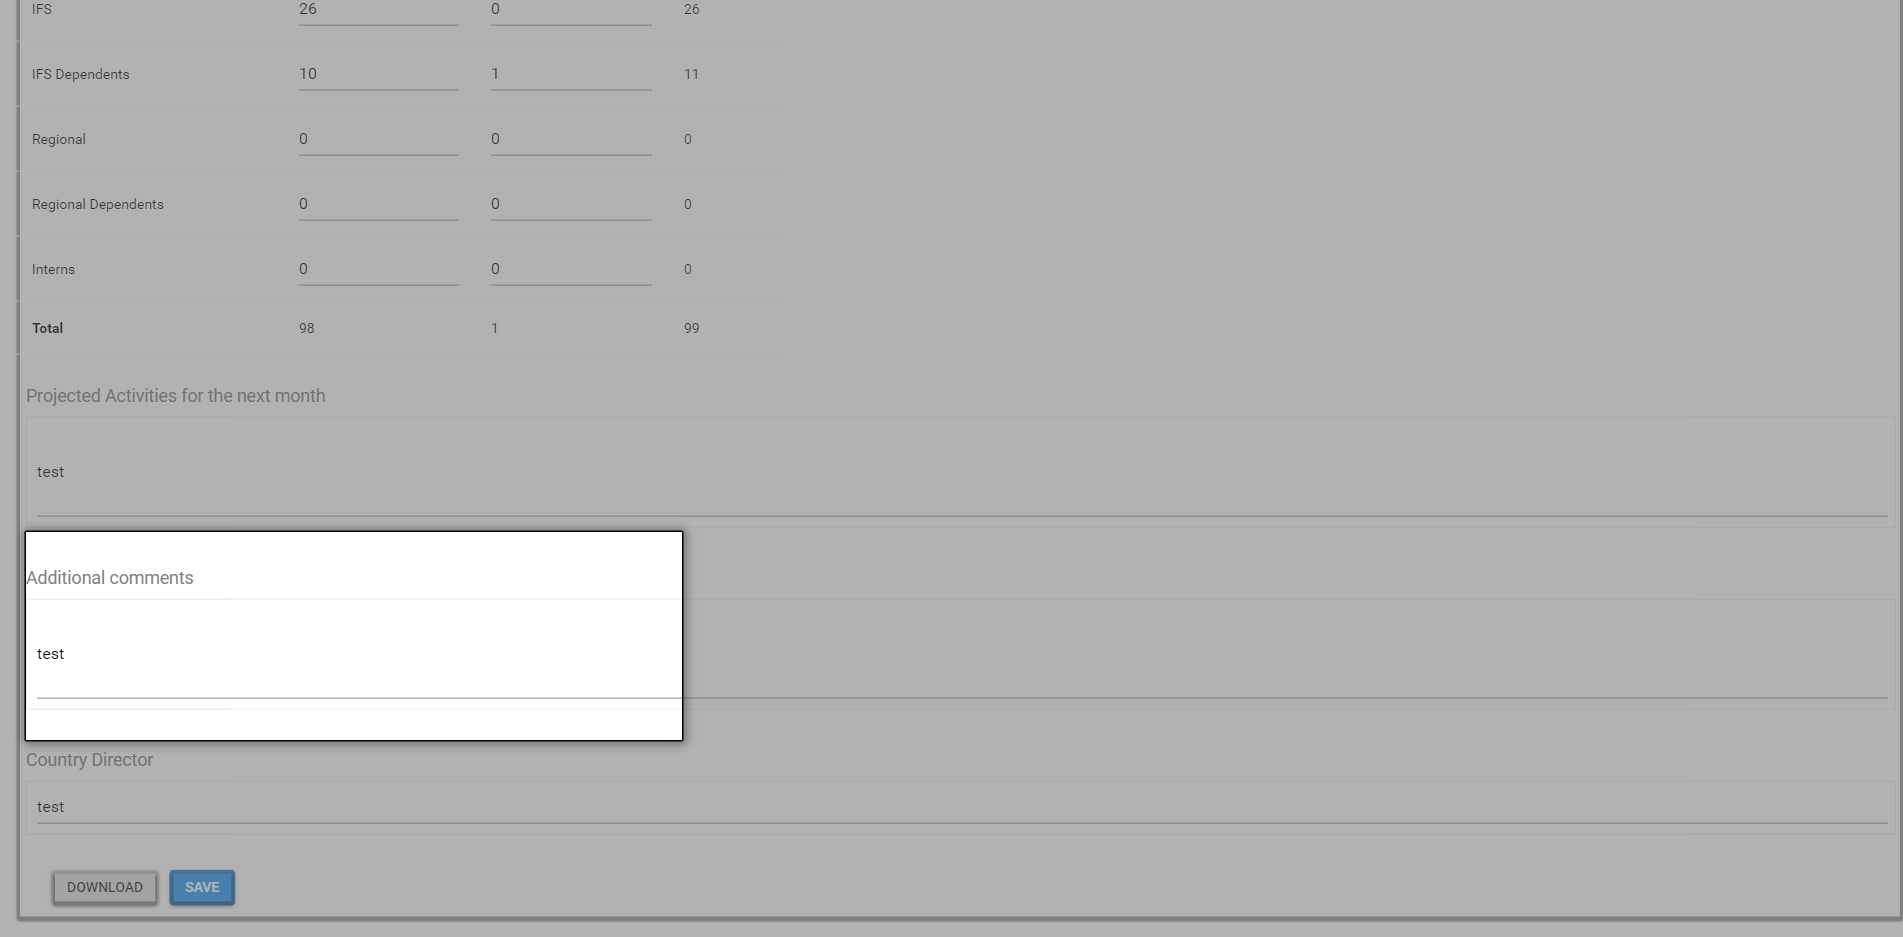 IFS 26 0 26
IFS Dependents 10 1 11
Regional 0 0 0
Regional Dependents 0 0 0
Interns 0 0 0
Total 98 1 99
Projected Activities for the next month
test
Additional comments
test
Country Director
test
DOWNLOAD SAVE